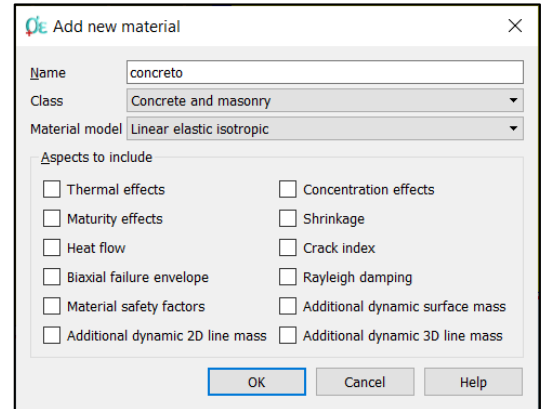 Add new material
Name concreto
Class Concrete and masonry
Material model Linear elastic isotropic
Aspects to include
Thermal effects Concentration effects
Maturity effects Shrinkage
Heat flow Crack index
Biaxial failure envelope Rayleigh damping
Material safety factors Additional dynamic surface mass
Additional dynamic 2D line mass Additional dynamic 3D line mass
OK Cancel Help